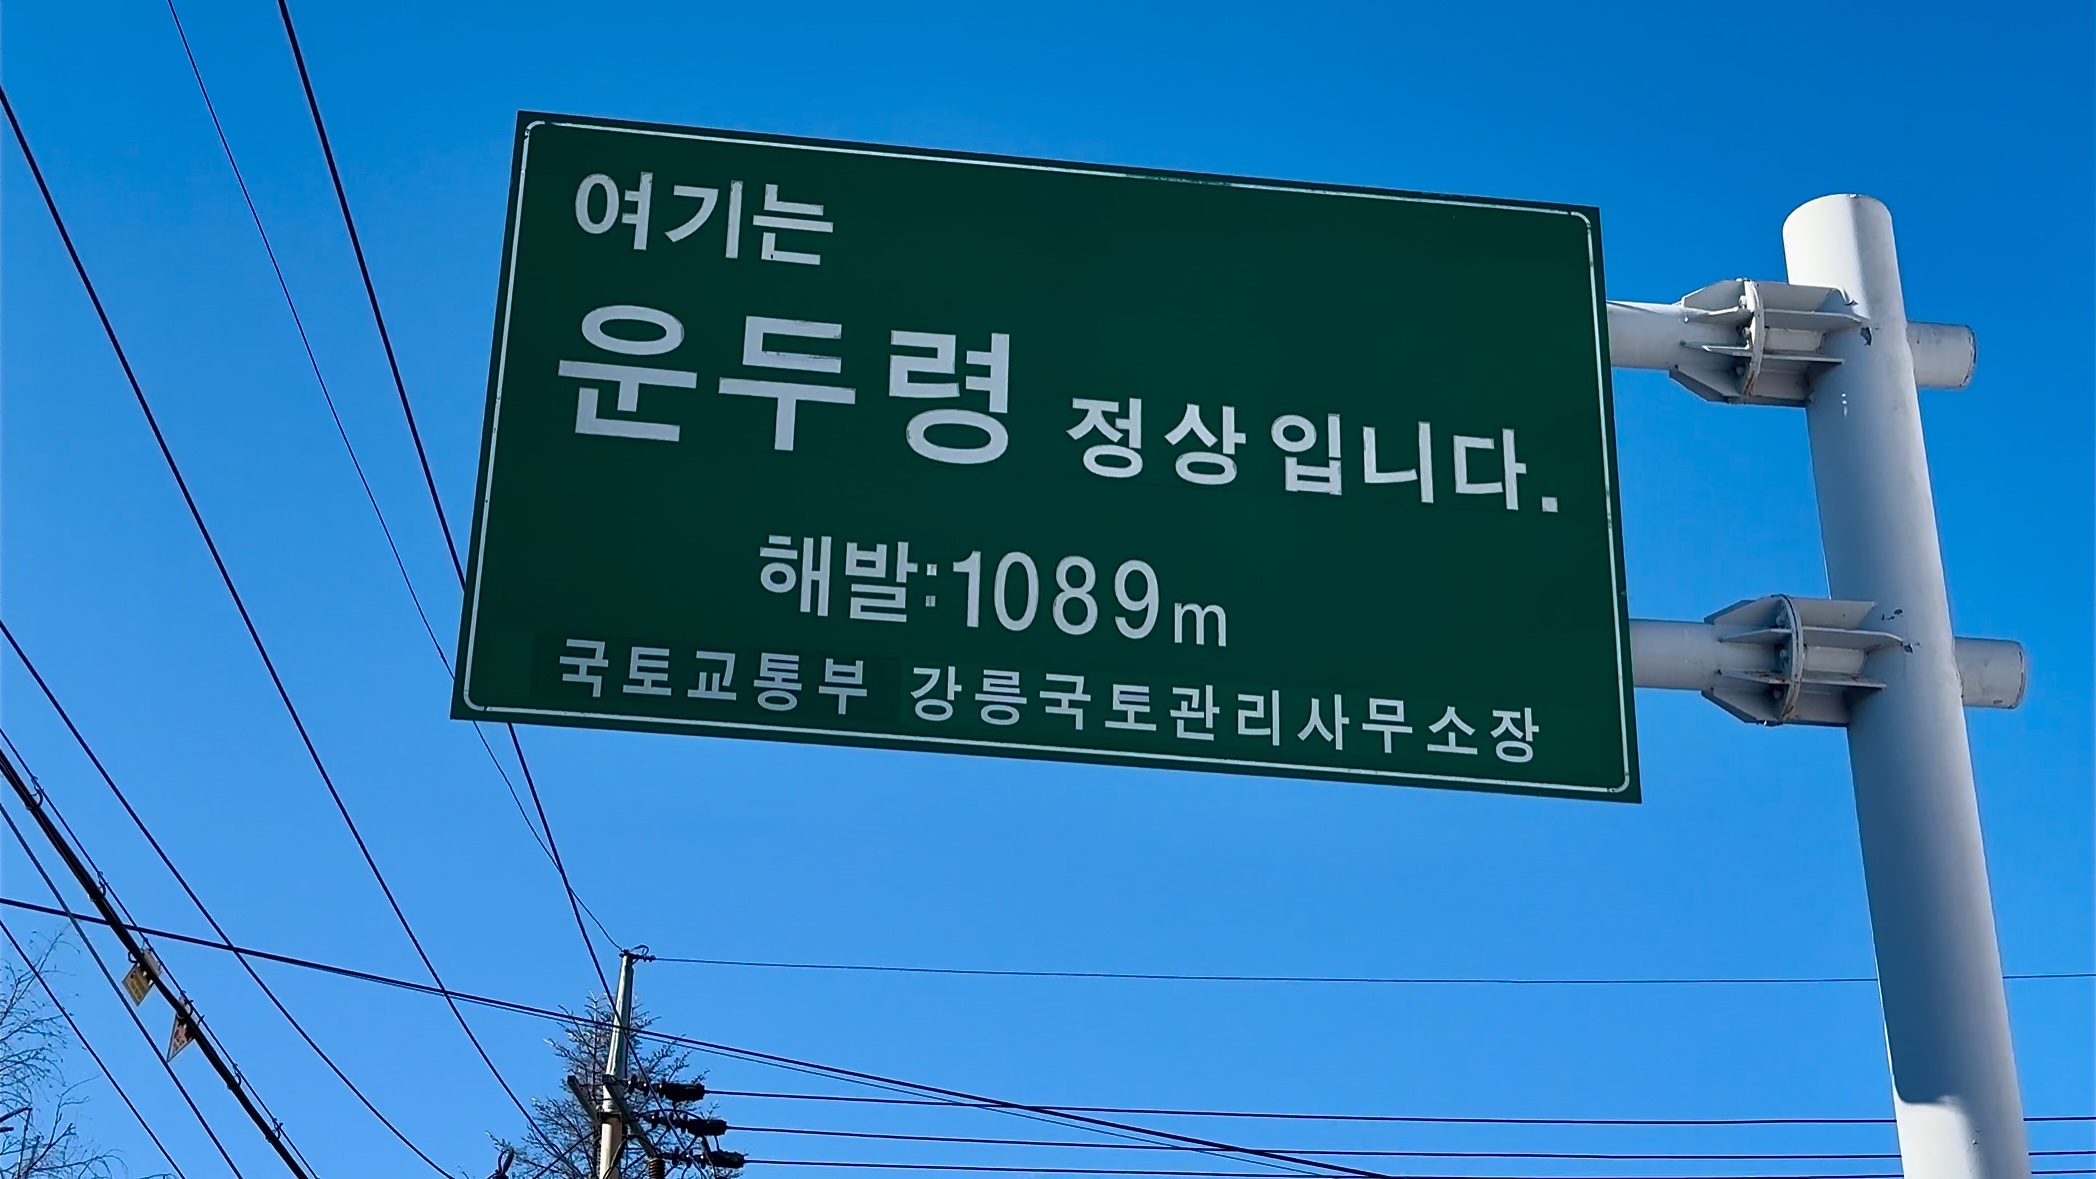 여기는
운두령 정상입니다.
해발:1089m
국토교통부 강릉국토관리사무소장